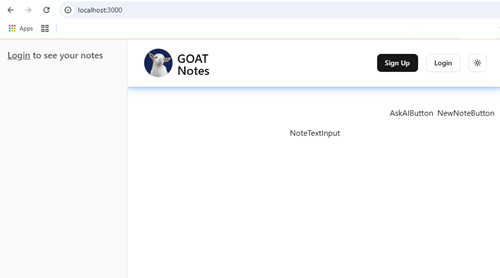 localhost:3000
Apps
Login to see your notes
GOAT
Notes
Sign Up
Login
AskAIButton NewNoteButton
NoteTextInput